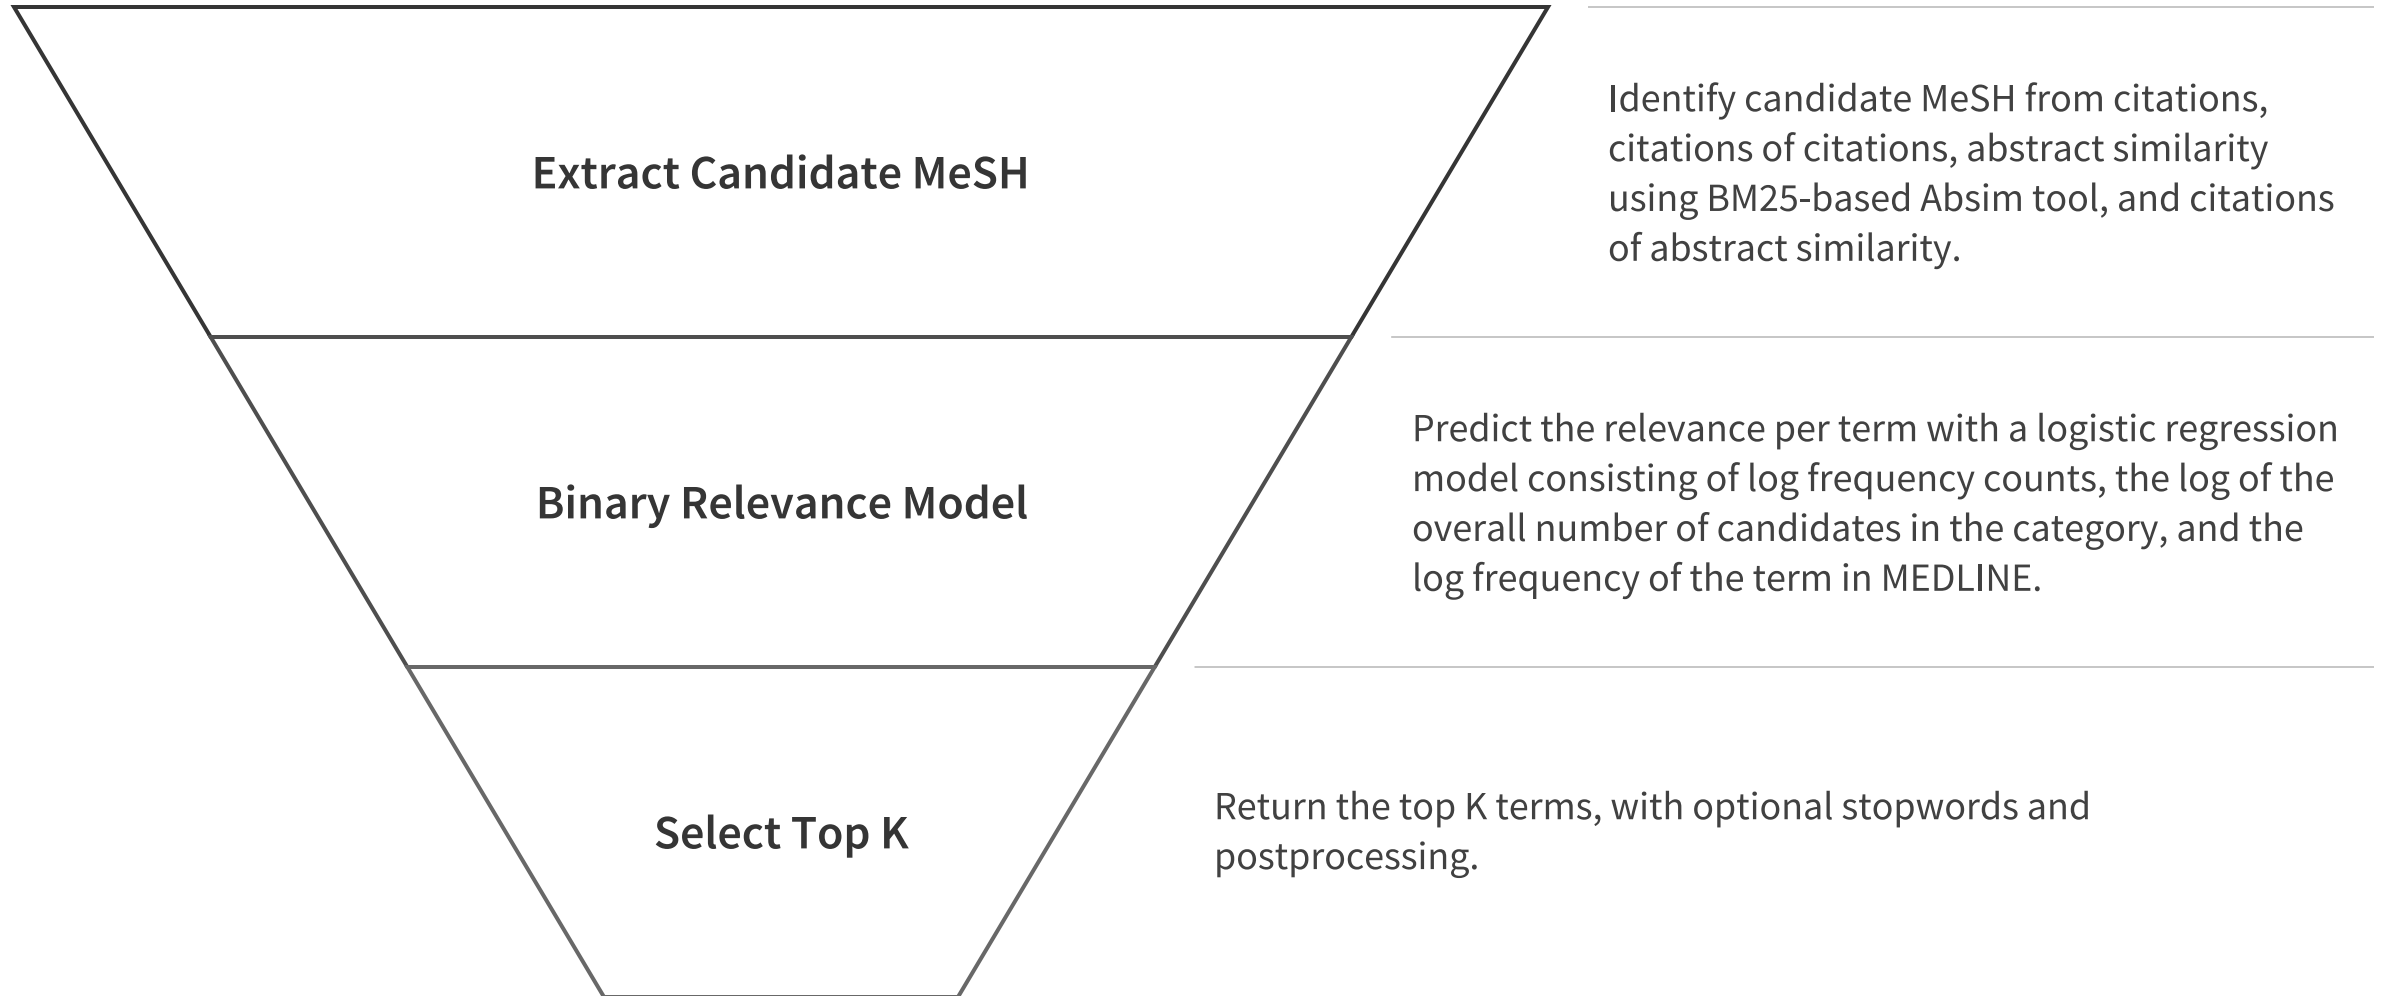 Extract Candidate MeSH
Identify candidate MeSH from citations,
citations of citations, abstract similarity
using BM25-based Absim tool, and citations
of abstract similarity.
Binary Relevance Model
Predict the relevance per term with a logistic regression
model consisting of log frequency counts, the log of the
overall number of candidates in the category, and the
log frequency of the term in MEDLINE.
Select Top K
Return the top K terms, with optional stopwords and
postprocessing.